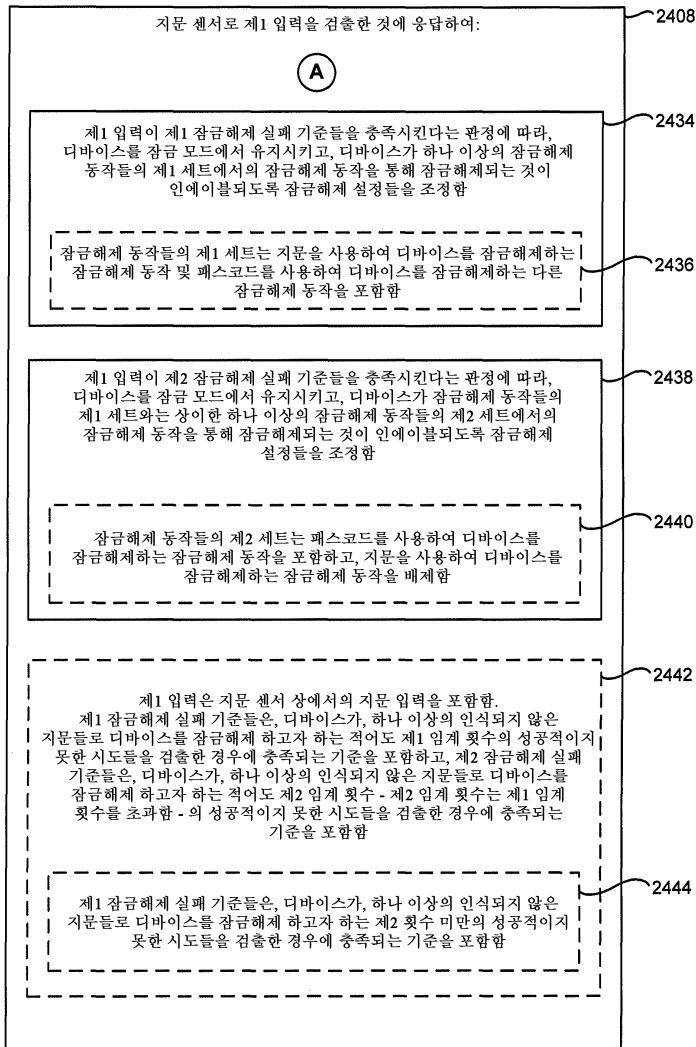 지문 센서로 제1 입력을 검출한 것에 응답하여:
2408
A
2434
제1 입력이 제1 잠금해제 실패 기준들을 충족시킨다는 판정에 따라,
디바이스를 잠금 모드에서 유지시키고, 디바이스가 하나 이상의 잠금해제
동작들의 제1 세트에서의 잠금해제 동작을 통해 잠금해제되는 것이
인에이블되도록 잠금해제 설정들을 조정함
잠금해제 동작들의 제1 세트는 지문을 사용하여 디바이스를 잠금해제하는
잠금해제 동작 및 패스코드를 사용하여 디바이스를 잠금해제하는 다른
잠금해제 동작을 포함함
2436
제1 입력이 제2 잠금해제 실패 기준들을 충족시킨다는 판정에 따라,
디바이스를 잠금 모드에서 유지시키고, 디바이스가 잠금해제 동작들의
제1 세트와는 상이한 하나 이상의 잠금해제 동작들의 제2 세트에서의
잠금해제 동작을 통해 잠금해제되는 것이 인에이블되도록 잠금해제
설정들을 조정함
2438
잠금해제 동작들의 제2 세트는 패스코드를 사용하여 디바이스를
잠금해제하는 잠금해제 동작을 포함하고, 지문을 사용하여 디바이스를
잠금해제하는 잠금해제 동작을 배제함
2440
2442
제1 입력은 지문 센서 상에서의 지문 입력을 포함함.
제1 잠금해제 실패 기준들은, 디바이스가, 하나 이상의 인식되지 않은
지문들로 디바이스를 잠금해제 하고자 하는 적어도 제1 임계 횟수의 성공적이지
못한 시도들을 검출한 경우에 충족되는 기준을 포함하고, 제2 잠금해제 실패
기준들은, 디바이스가, 하나 이상의 인식되지 않은 지문들로 디바이스를
잠금해제 하고자 하는 적어도 제2 임계 횟수 - 제2 임계 횟수는 제1 임계
횟수를 초과함 - 의 성공적이지 못한 시도들을 검출한 경우에 충족되는
기준을 포함함
2444
제1 잠금해제 실패 기준들은, 디바이스가, 하나 이상의 인식되지 않은
지문들로 디바이스를 잠금해제 하고자 하는 제2 횟수 미만의 성공적이지
못한 시도들을 검출한 경우에 충족되는 기준을 포함함